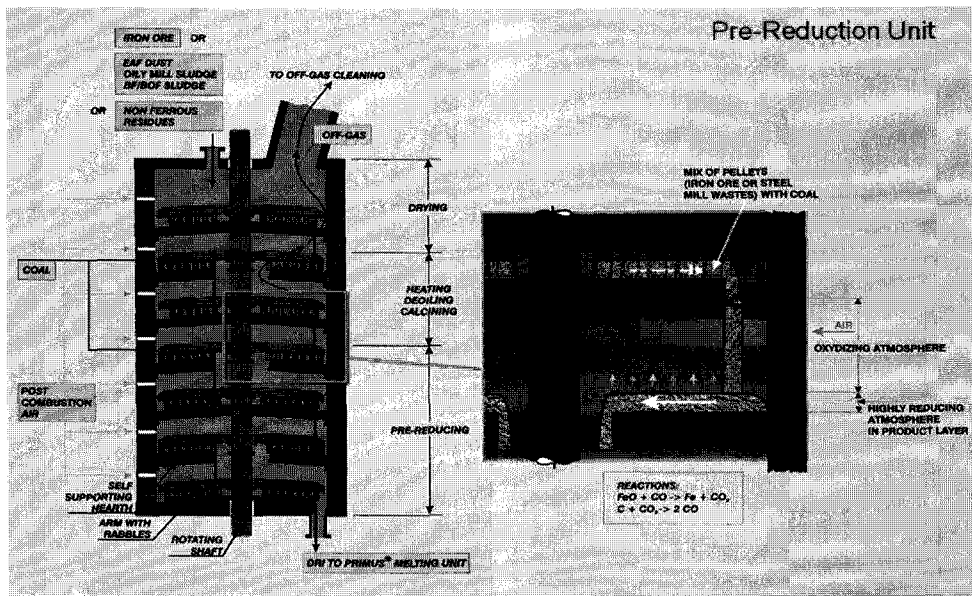 Pre-Reduction Unit
IRON ORE OR
EAF DUST
OILY MILL SLUDGE
BF/BOF SLUDGE
OR NON FERROUS
RESIDUES
TO OFF-GAS CLEANING
OFF-GAS
DRYING
COAL
HEATING
DEOILING
CALCINING
POST
COMBUSTION
AIR
PRE-REDUCING
SELF
SUPPORTING
HEARTH
ARM WITH
RABBLES
ROTATING
SHAFT
DRI TO PRIMUS® MELTING UNIT
MIX OF PELLETS
(IRON ORE OR STEEL
MILL WASTES) WITH COAL
AIR
OXYDIZING ATMOSPHERE
HIGHLY REDUCING
ATMOSPHERE
IN PRODUCT LAYER
REACTIONS:
FeO + CO -> Fe + CO₂
C + CO₂ -> 2 CO